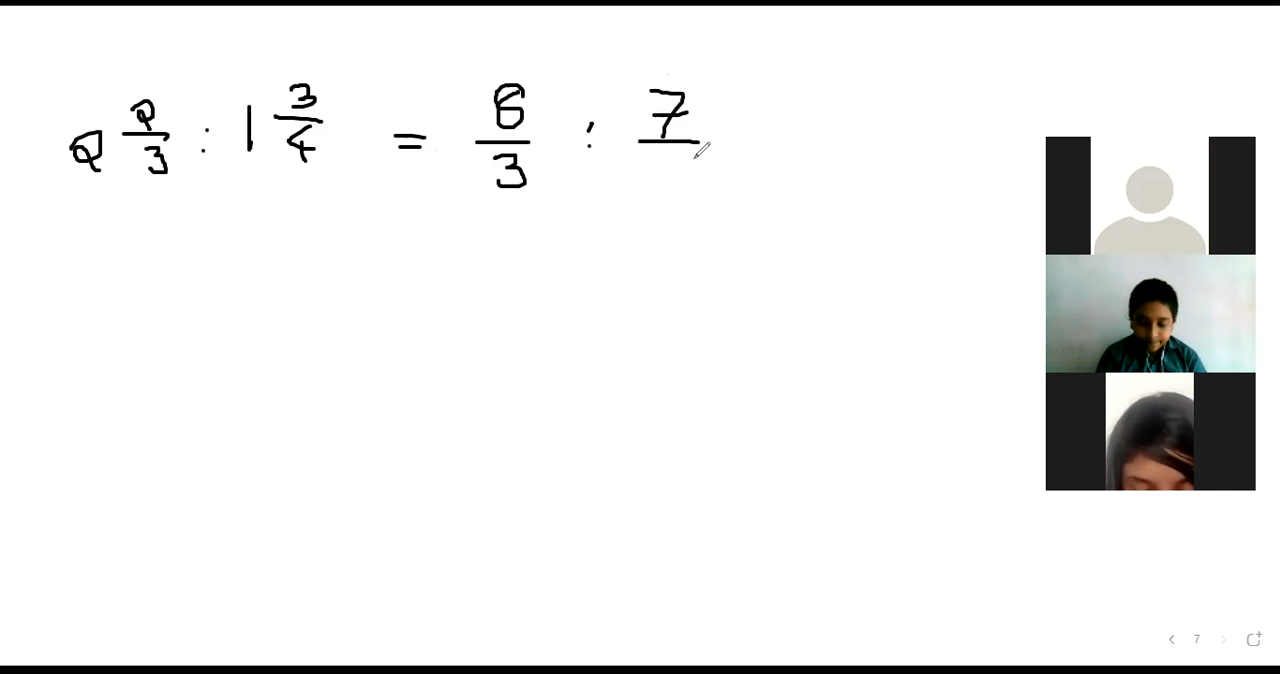 2 2/3 : 1 3/4 = 8/3 : 7/
7